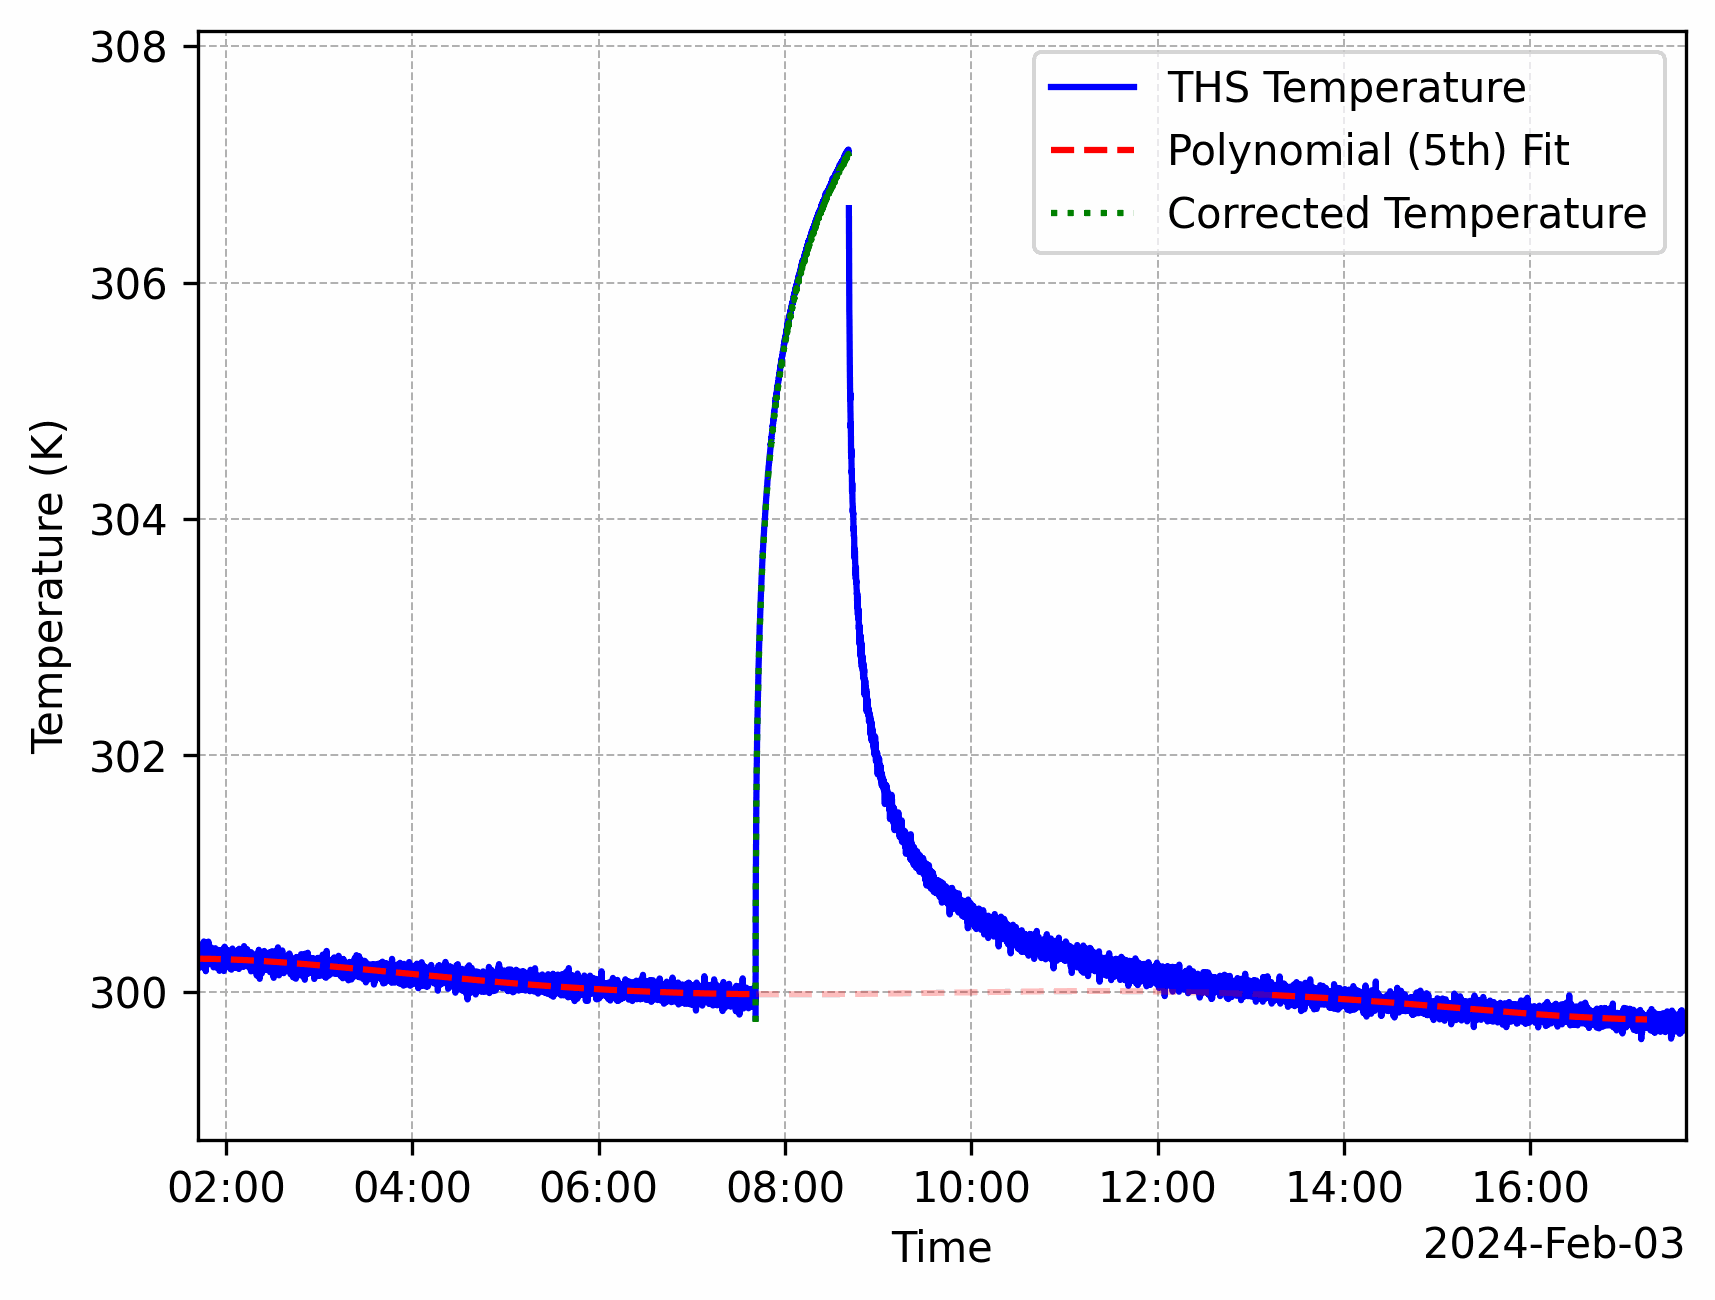 308
306
304
302
300
Temperature (K)
THS Temperature
Polynomial (5th) Fit
Corrected Temperature
02:00 04:00 06:00 08:00 10:00 12:00 14:00 16:00
Time
2024-Feb-03